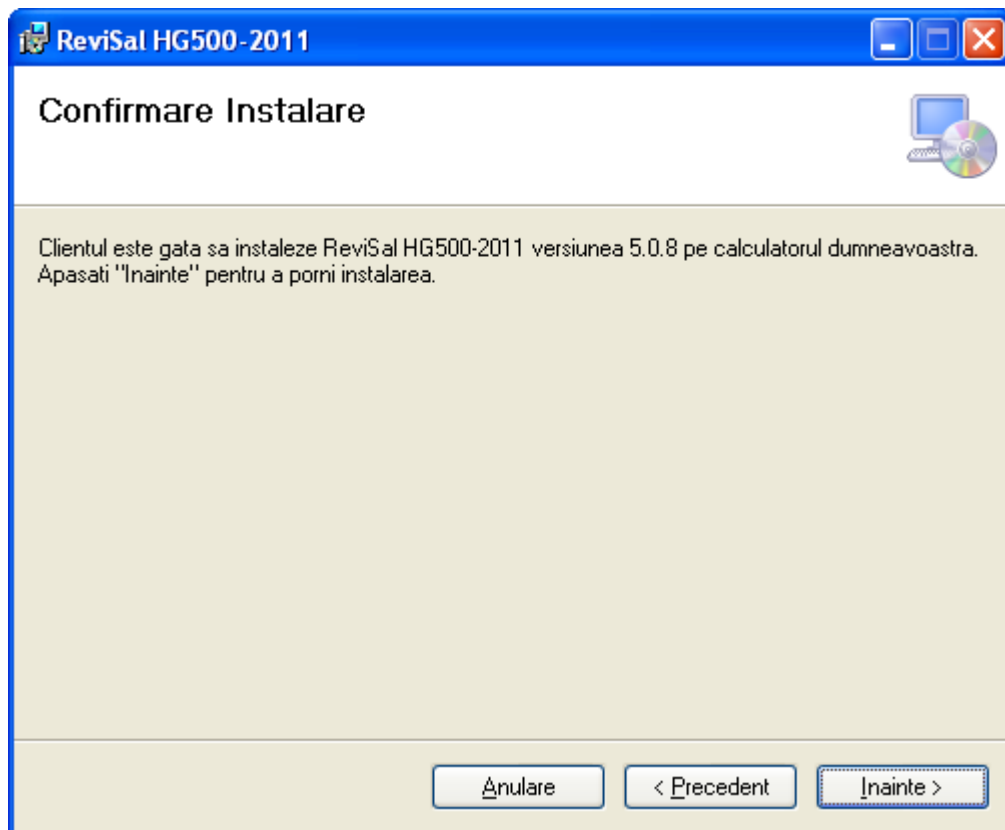 ReviSal HG500-2011
Confirmare Instalare
Clientul este gata sa instaleze ReviSal HG500-2011 versiunea 5.0.8 pe calculatorul dumneavoastra.
Apasati "Inainte" pentru a porni instalarea.
Anulare
< Precedent
Inainte >